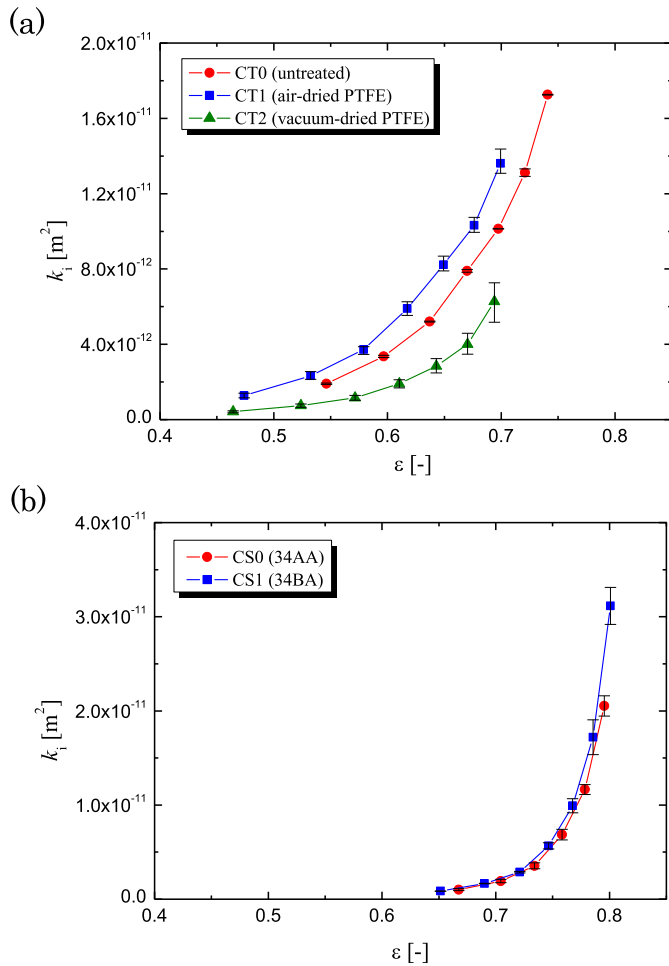 (a)
2.0x10⁻¹¹
1.6x10⁻¹¹
1.2x10⁻¹¹
8.0x10⁻¹²
4.0x10⁻¹²
0.0
kᵢ [m²]
CT0 (untreated)
CT1 (air-dried PTFE)
CT2 (vacuum-dried PTFE)
0.4 0.5 0.6 0.7 0.8
ε [-]
(b)
4.0x10⁻¹¹
3.0x10⁻¹¹
2.0x10⁻¹¹
1.0x10⁻¹¹
0.0
kᵢ [m²]
CS0 (34AA)
CS1 (34BA)
0.4 0.5 0.6 0.7 0.8
ε [-]